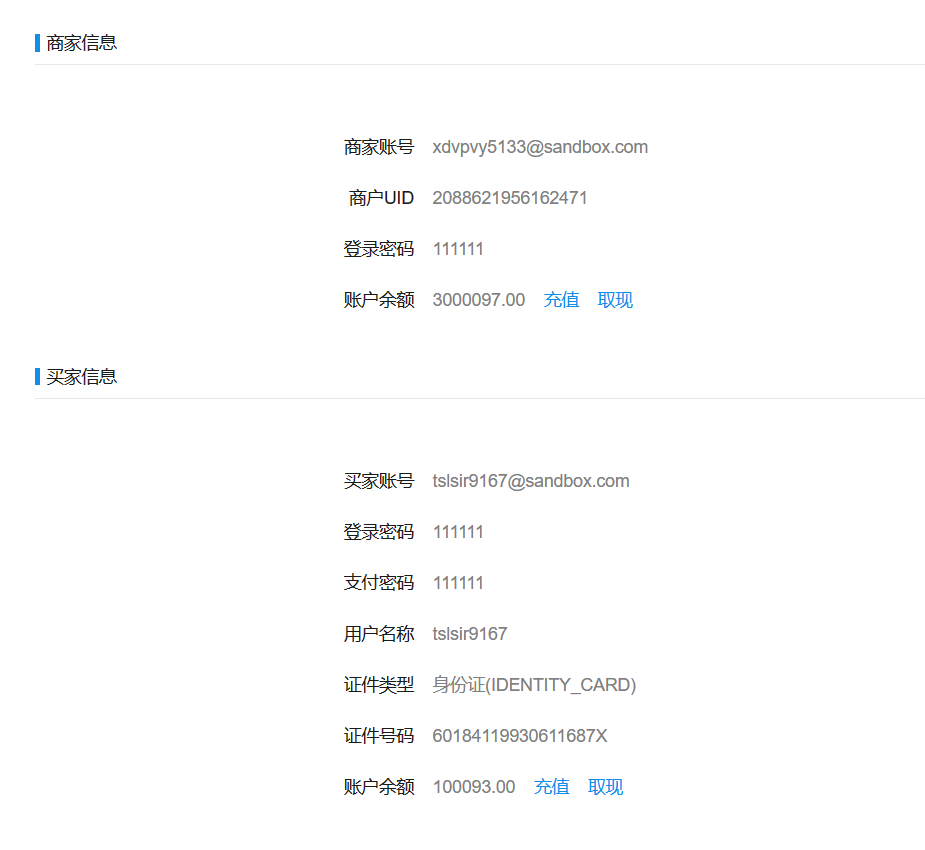 商家信息
商家账号 xdvpvy5133@sandbox.com
商户UID 2088621956162471
登录密码 111111
账户余额 3000097.00 充值 取现
买家信息
买家账号 tslsir9167@sandbox.com
登录密码 111111
支付密码 111111
用户名称 tslsir9167
证件类型 身份证(IDENTITY_CARD)
证件号码 60184119930611687X
账户余额 100093.00 充值 取现